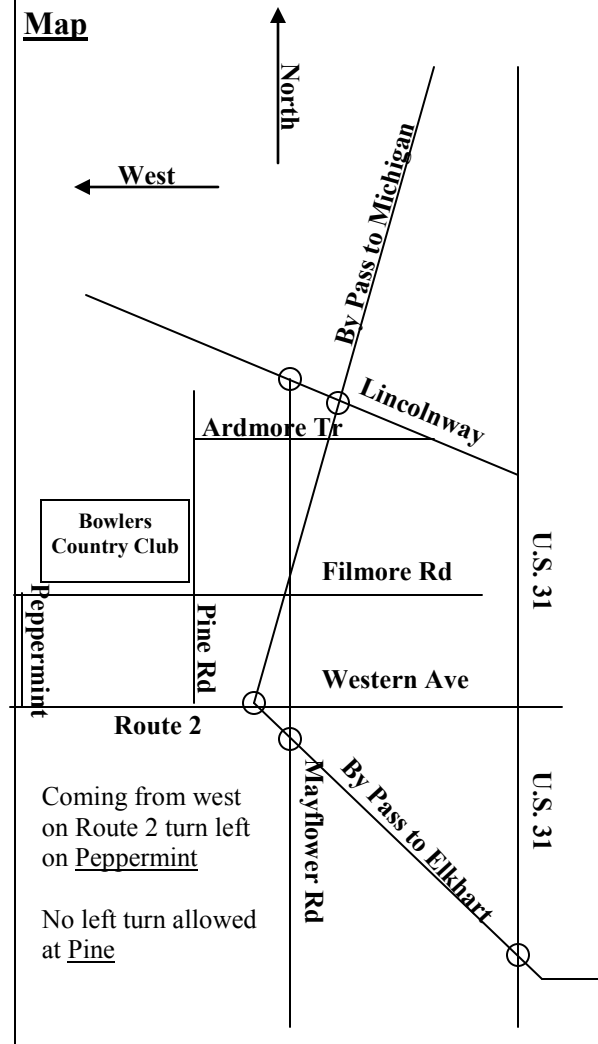 Map
North
West
By Pass to Michigan
Lincolnway
Ardmore Tr
Bowlers
Country Club
Filmore Rd
U.S. 31
Peppermint
Pine Rd
Western Ave
Route 2
Mayflower Rd
By Pass to Elkhart
U.S. 31
Coming from west
on Route 2 turn left
on Peppermint
No left turn allowed
at Pine